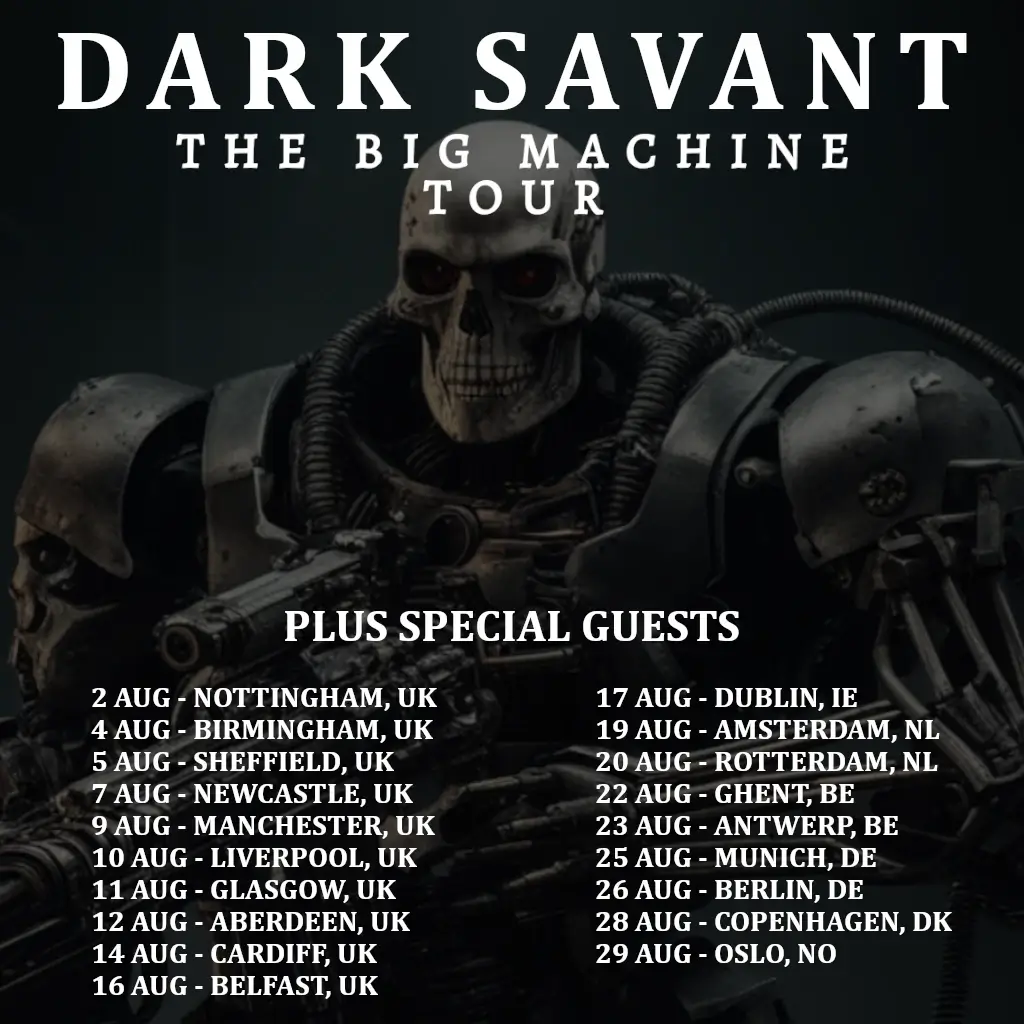 DARK SAVANT
THE BIG MACHINE
TOUR
PLUS SPECIAL GUESTS
2 AUG - NOTTINGHAM, UK
4 AUG - BIRMINGHAM, UK
5 AUG - SHEFFIELD, UK
7 AUG - NEWCASTLE, UK
9 AUG - MANCHESTER, UK
10 AUG - LIVERPOOL, UK
11 AUG - GLASGOW, UK
12 AUG - ABERDEEN, UK
14 AUG - CARDIFF, UK
16 AUG - BELFAST, UK
17 AUG - DUBLIN, IE
19 AUG - AMSTERDAM, NL
20 AUG - ROTTERDAM, NL
22 AUG - GHENT, BE
23 AUG - ANTWERP, BE
25 AUG - MUNICH, DE
26 AUG - BERLIN, DE
28 AUG - COPENHAGEN, DK
29 AUG - OSLO, NO